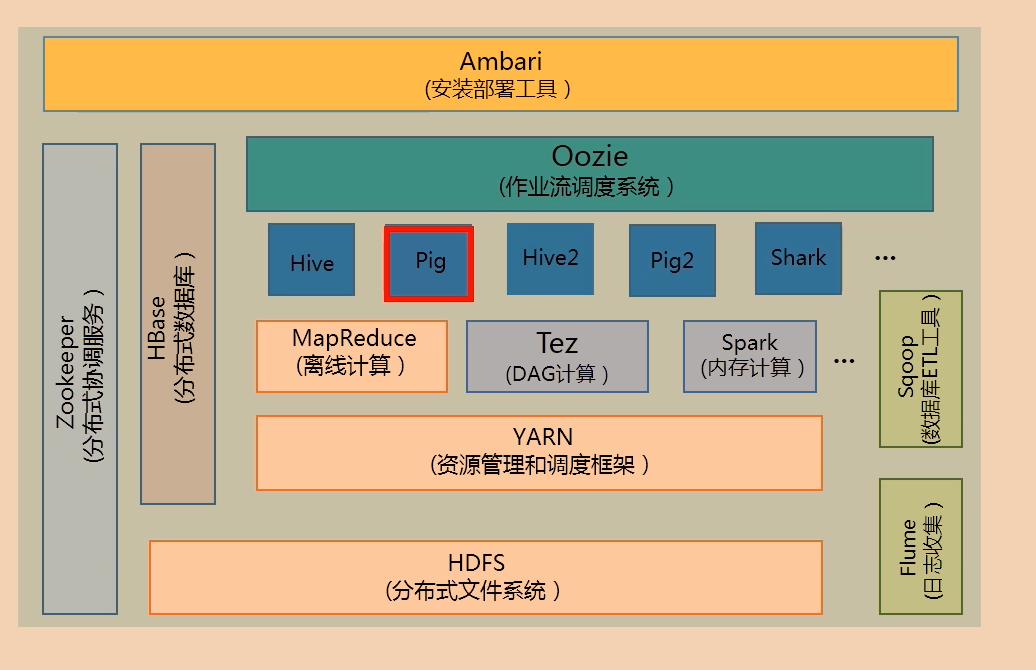 Ambari
(安装部署工具）
Oozie
(作业流调度系统）
Hive
Pig
Hive2
Pig2
Shark
...
MapReduce
(离线计算）
Tez
(DAG计算）
Spark
(内存计算）
...
YARN
(资源管理和调度框架）
HDFS
(分布式文件系统）
Zookeeper
(分布式协调服务）
HBase
(分布式数据库）
Sqoop
(数据库ETL工具）
Flume
(日志收集）